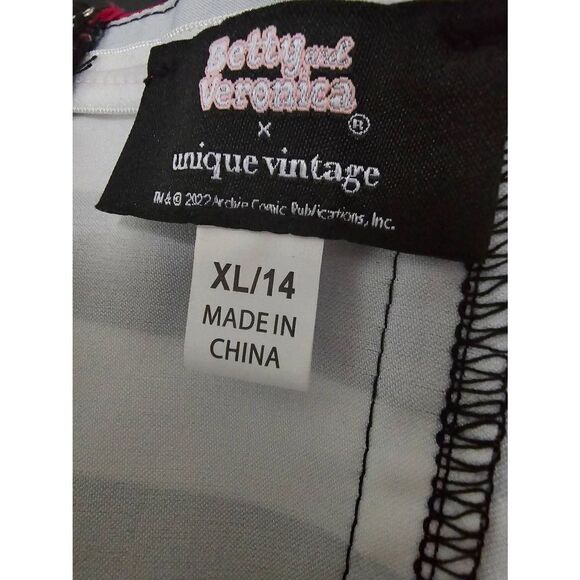 Betty and
Veronica
®
x
unique vintage
TM & © 2022 Archie Comic Publications, Inc.
XL/14
MADE IN
CHINA